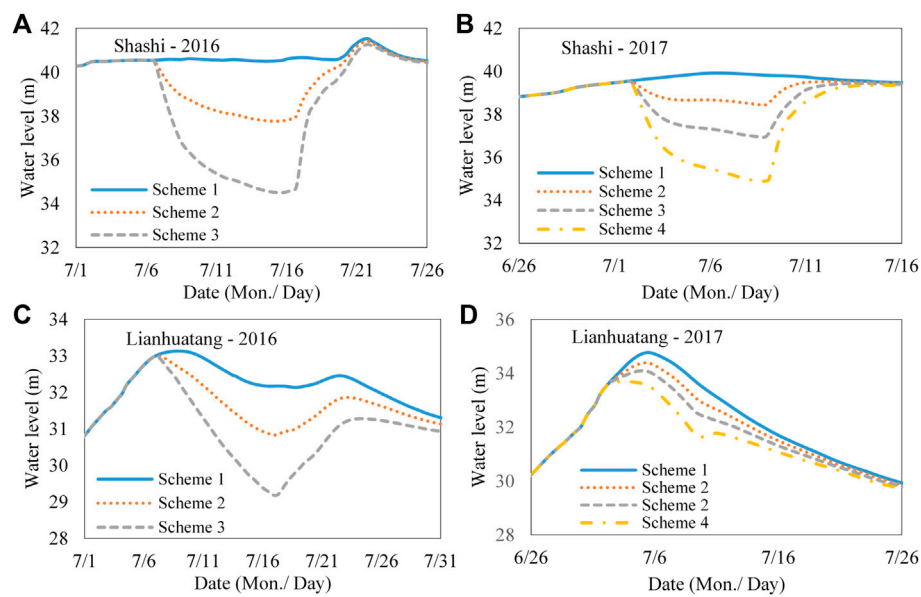 A
Shashi - 2016
Water level (m)
42
40
38
36
34
32
Scheme 1
Scheme 2
Scheme 3
7/1 7/6 7/11 7/16 7/21 7/26
Date (Mon./ Day)
B
Shashi - 2017
Water level (m)
42
40
38
36
34
32
Scheme 1
Scheme 2
Scheme 3
Scheme 4
6/26 7/1 7/6 7/11 7/16
Date (Mon./ Day)
C
Lianhuatang - 2016
Water level (m)
34
33
32
31
30
29
28
Scheme 1
Scheme 2
Scheme 3
7/1 7/6 7/11 7/16 7/21 7/26 7/31
Date (Mon./ Day)
D
Lianhuatang - 2017
Water level (m)
36
34
32
30
28
Scheme 1
Scheme 2
Scheme 2
Scheme 4
6/26 7/6 7/16 7/26
Date (Mon./ Day)